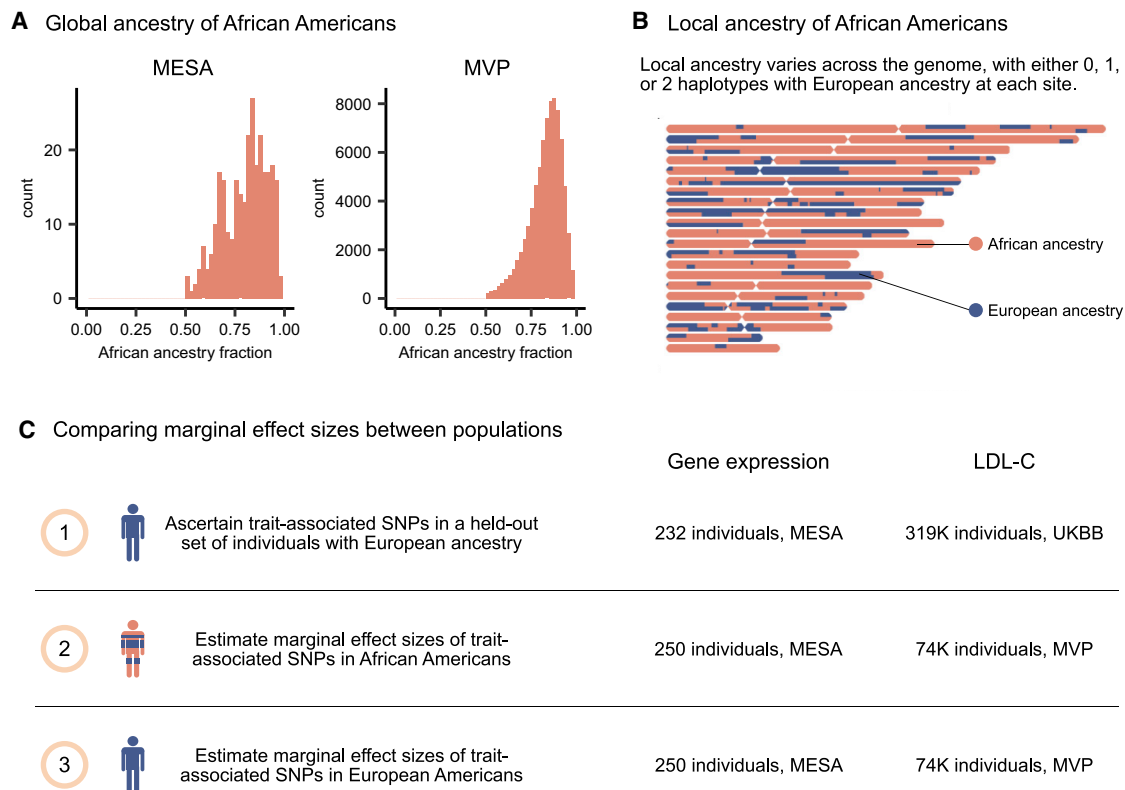 A Global ancestry of African Americans
MESA
MVP
count
20
10
0
0.00 0.25 0.50 0.75 1.00
African ancestry fraction
count
8000
6000
4000
2000
0
0.00 0.25 0.50 0.75 1.00
African ancestry fraction
B Local ancestry of African Americans
Local ancestry varies across the genome, with either 0, 1,
or 2 haplotypes with European ancestry at each site.
African ancestry
European ancestry
C Comparing marginal effect sizes between populations
Gene expression LDL-C
1 Ascertain trait-associated SNPs in a held-out
set of individuals with European ancestry
232 individuals, MESA 319K individuals, UKBB
2 Estimate marginal effect sizes of trait-
associated SNPs in African Americans
250 individuals, MESA 74K individuals, MVP
3 Estimate marginal effect sizes of trait-
associated SNPs in European Americans
250 individuals, MESA 74K individuals, MVP